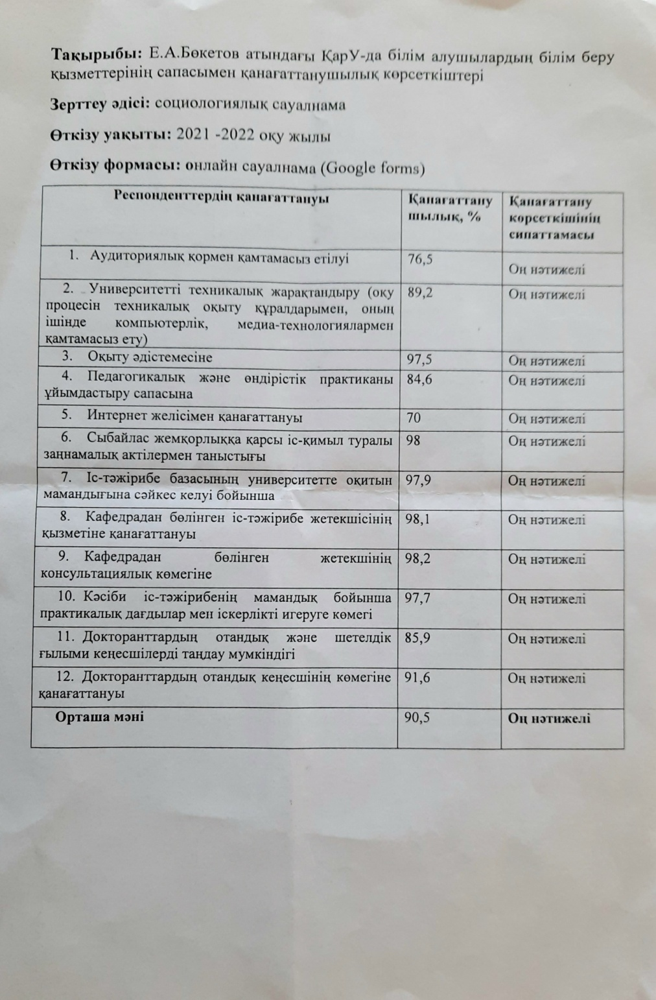 Тақырыбы: Е.А.Бөкетов атындағы ҚарУ-да білім алушылардың білім беру
қызметтерінің сапасымен қанағаттанушылық көрсеткіштері
Зерттеу әдісі: социологиялық сауалнама
Өткізу уақыты: 2021 -2022 оқу жылы
Өткізу формасы: онлайн сауалнама (Google forms)
Респонденттердің қанағаттануы
Қанағаттану
шылық, %
Қанағаттану
көрсеткішінің
сипаттамасы
1. Аудиториялық қормен қамтамасыз етілуі
76,5
Оң нәтижелі
2. Университетті техникалық жарақтандыру (оқу
процесін техникалық оқыту құралдарымен, оның
ішінде компьютерлік, медиа-технологиялармен
қамтамасыз ету)
89,2
Оң нәтижелі
3. Оқыту әдістемесіне
97,5
Оң нәтижелі
4. Педагогикалық және өндірістік практиканы
ұйымдастыру сапасына
84,6
Оң нәтижелі
5. Интернет желісімен қанағаттануы
70
Оң нәтижелі
6. Сыбайлас жемқорлыққа қарсы іс-қимыл туралы
заңнамалық актілермен таныстығы
98
Оң нәтижелі
7. Іс-тәжірибе базасының университетте оқитын
мамандығына сәйкес келуі бойынша
97,9
Оң нәтижелі
8. Кафедрадан бөлінген іс-тәжірибе жетекшісінің
қызметіне қанағаттануы
98,1
Оң нәтижелі
9. Кафедрадан бөлінген жетекшінің
консультациялық көмегіне
98,2
Оң нәтижелі
10. Кәсіби іс-тәжірибенің мамандық бойынша
практикалық дағдылар мен іскерлікті игеруге көмегі
97,7
Оң нәтижелі
11. Докторанттардың отандық және шетелдік
ғылыми кеңесшілерді таңдау мумкіндігі
85,9
Оң нәтижелі
12. Докторанттардың отандық кеңесшінің көмегіне
қанағаттануы
91,6
Оң нәтижелі
Орташа мәні
90,5
Оң нәтижелі